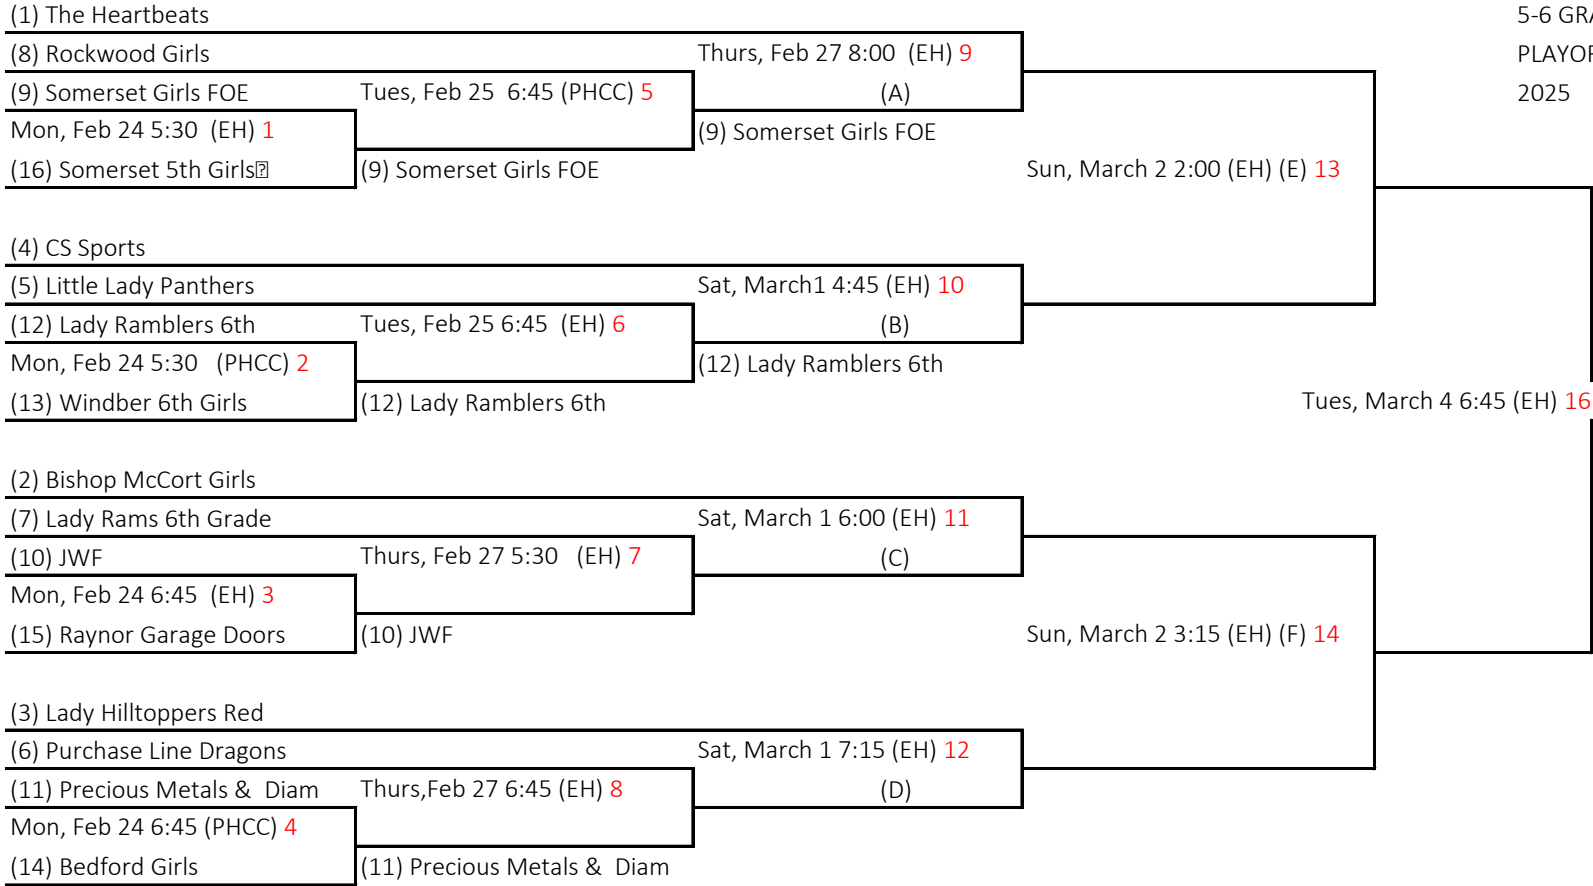 (1) The Heartbeats
5-6 GRA
(8) Rockwood Girls
Thurs, Feb 27 8:00 (EH) 9
PLAYOF
(9) Somerset Girls FOE
Tues, Feb 25 6:45 (PHCC) 5
(A)
2025
Mon, Feb 24 5:30 (EH) 1
(9) Somerset Girls FOE
(16) Somerset 5th Girls
(9) Somerset Girls FOE
Sun, March 2 2:00 (EH) (E) 13
(4) CS Sports
(5) Little Lady Panthers
Sat, March1 4:45 (EH) 10
(12) Lady Ramblers 6th
Tues, Feb 25 6:45 (EH) 6
(B)
Mon, Feb 24 5:30 (PHCC) 2
(12) Lady Ramblers 6th
(13) Windber 6th Girls
(12) Lady Ramblers 6th
Tues, March 4 6:45 (EH) 16
(2) Bishop McCort Girls
(7) Lady Rams 6th Grade
Sat, March 1 6:00 (EH) 11
(10) JWF
Thurs, Feb 27 5:30 (EH) 7
(C)
Mon, Feb 24 6:45 (EH) 3
(15) Raynor Garage Doors
(10) JWF
Sun, March 2 3:15 (EH) (F) 14
(3) Lady Hilltoppers Red
(6) Purchase Line Dragons
Sat, March 1 7:15 (EH) 12
(11) Precious Metals & Diam
Thurs,Feb 27 6:45 (EH) 8
(D)
Mon, Feb 24 6:45 (PHCC) 4
(14) Bedford Girls
(11) Precious Metals & Diam